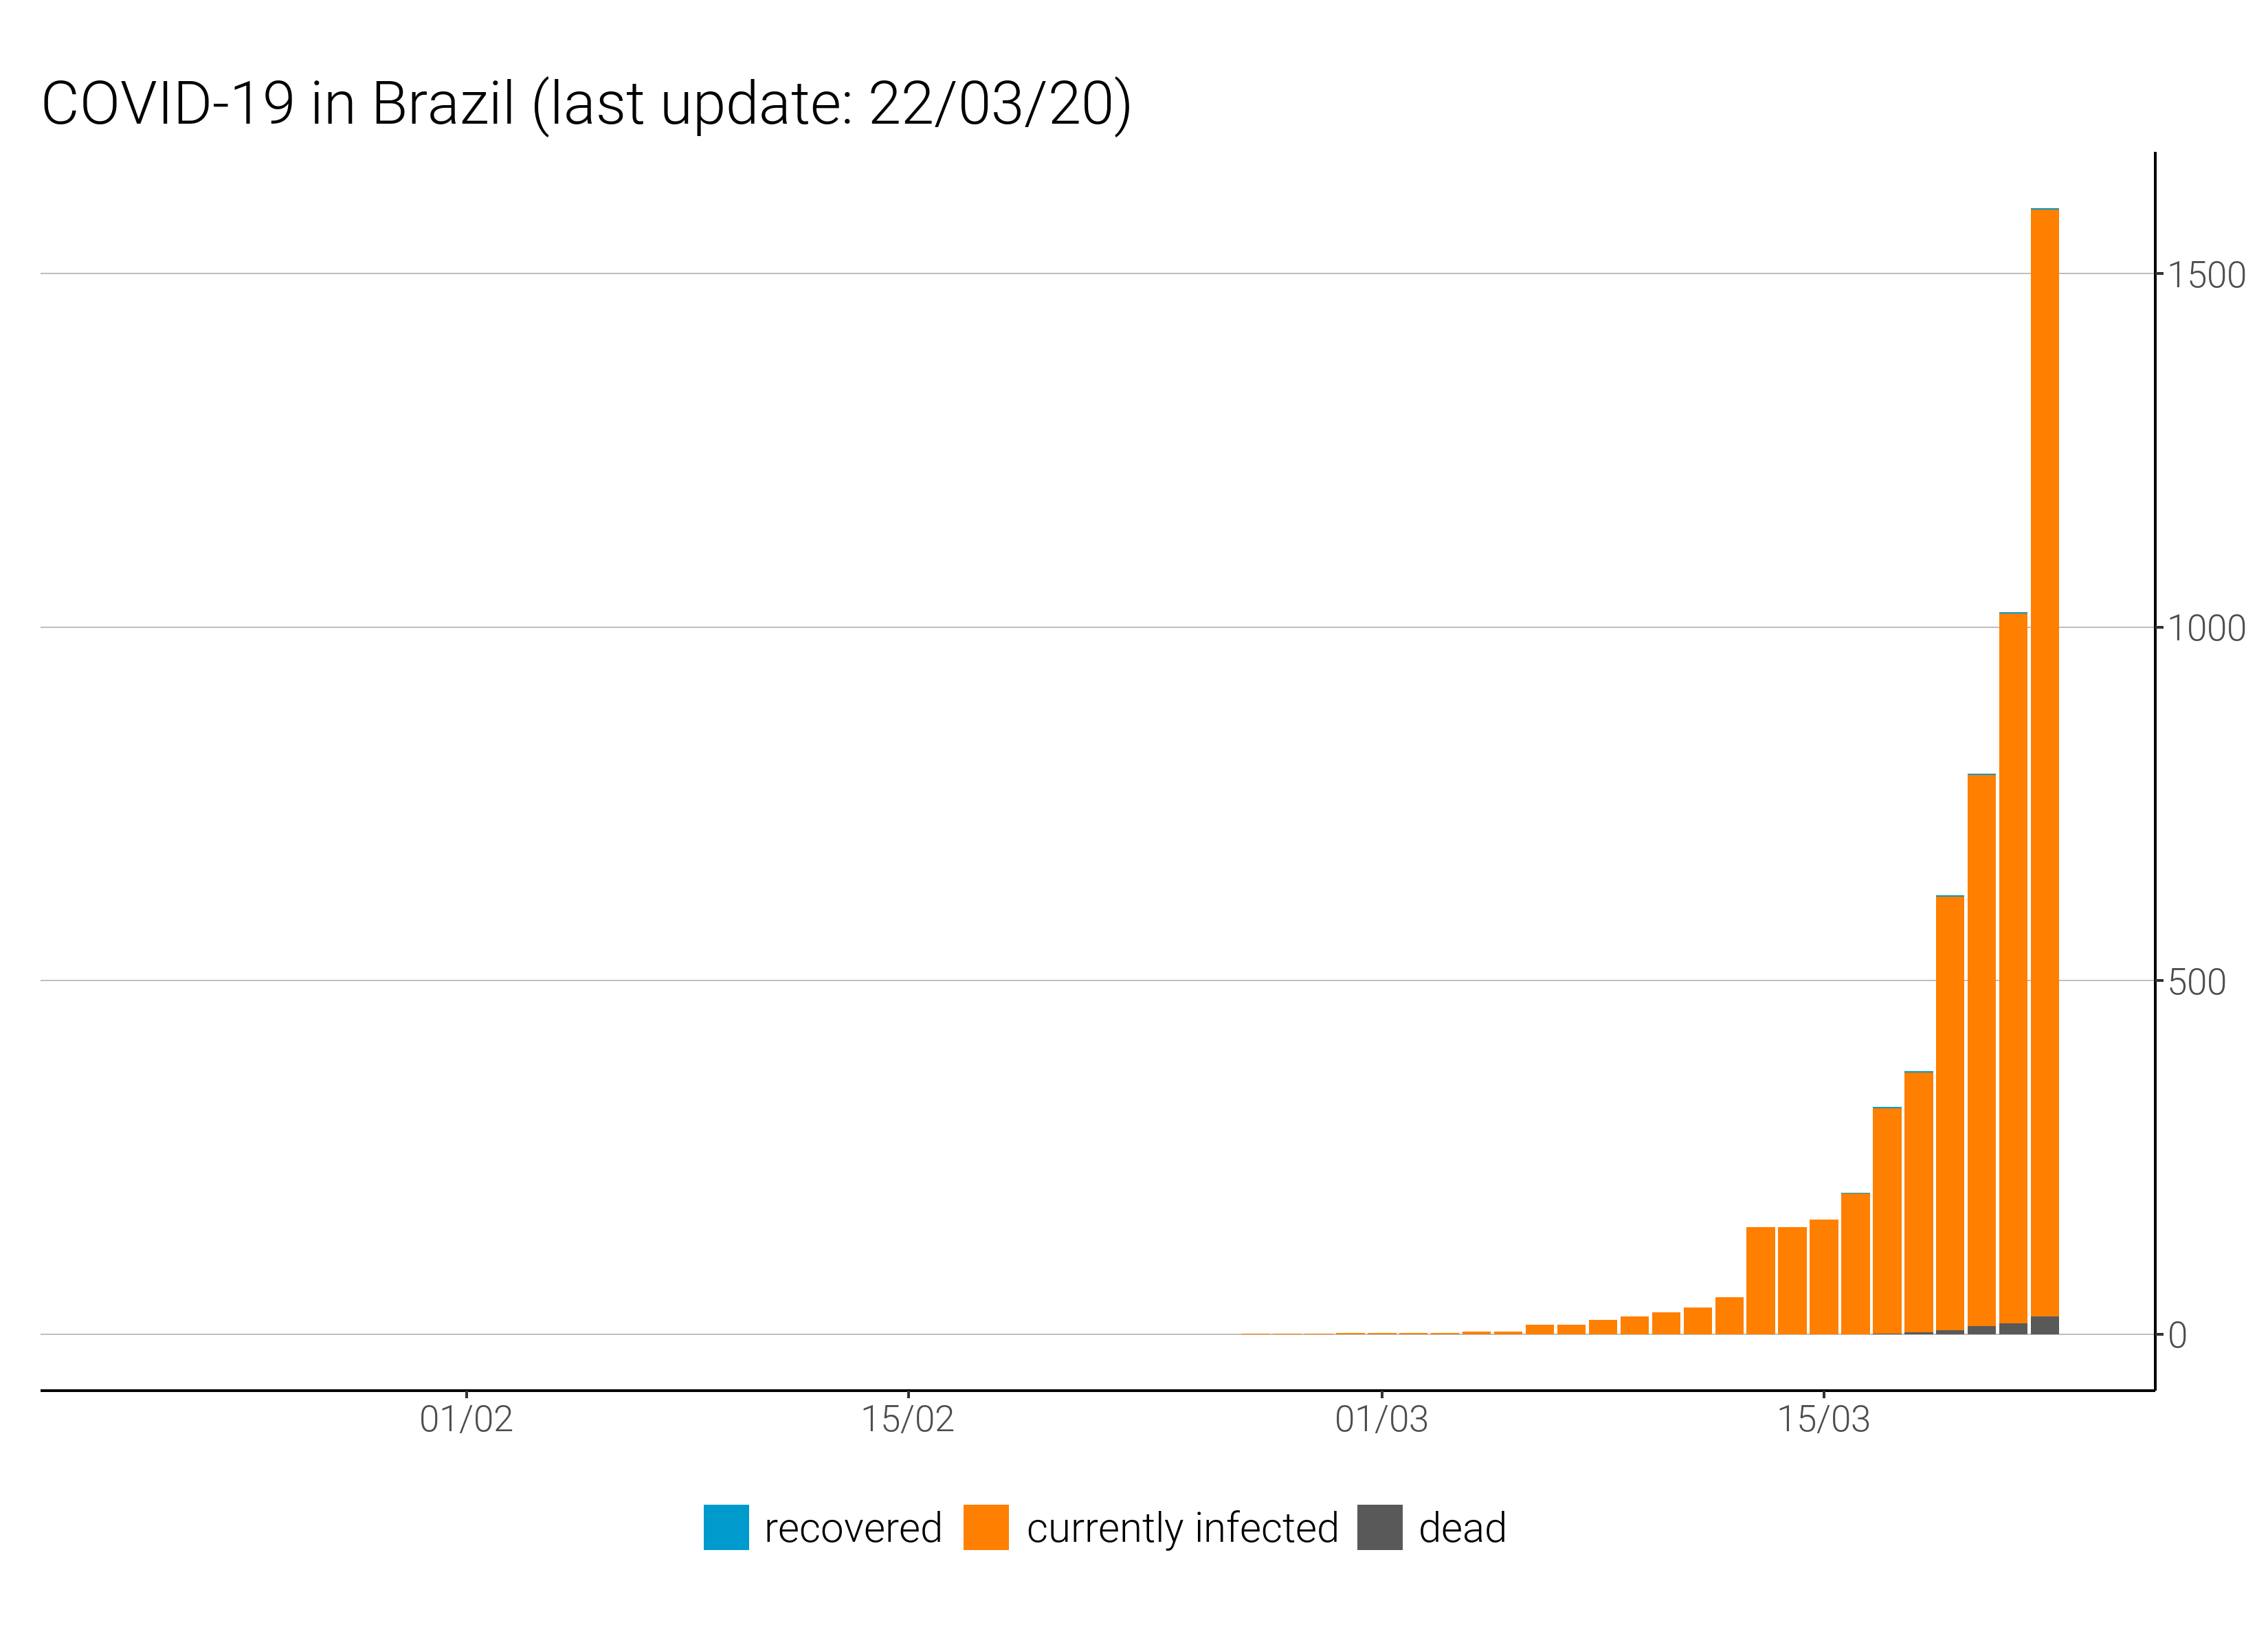 COVID-19 in Brazil (last update: 22/03/20)
1500
1000
500
0
01/02 15/02 01/03 15/03
recovered currently infected dead